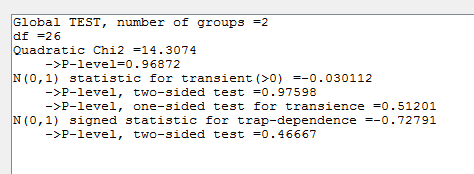 Global TEST, number of groups =2
df =26
Quadratic Chi2 =14.3074
->P-level=0.96872
N(0,1) statistic for transient(>0) =-0.030112
->P-level, two-sided test =0.97598
->P-level, one-sided test for transience =0.51201
N(0,1) signed statistic for trap-dependence =-0.72791
->P-level, two-sided test =0.46667